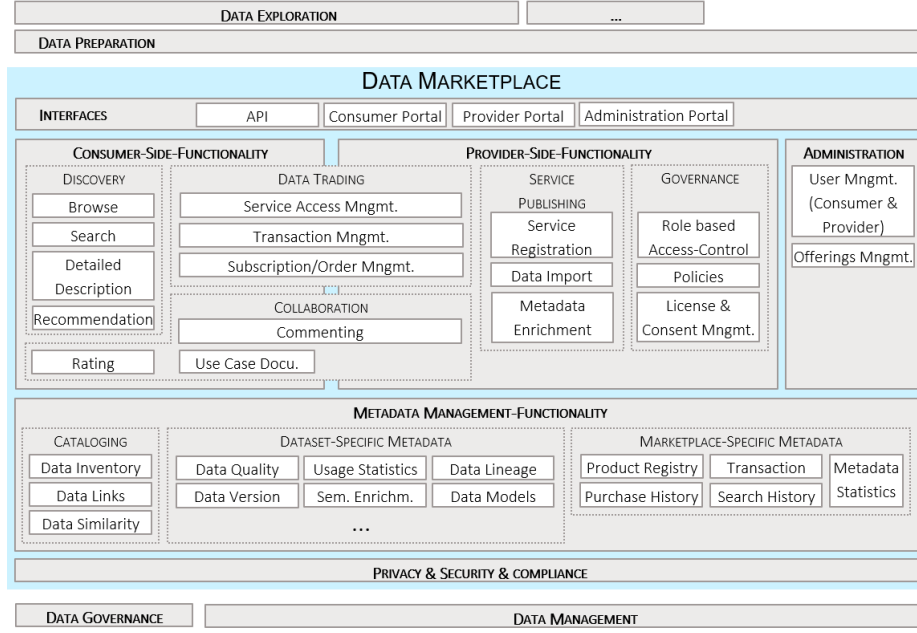 DATA EXPLORATION
...
DATA PREPARATION
DATA MARKETPLACE
INTERFACES
API
Consumer Portal
Provider Portal
Administration Portal
CONSUMER-SIDE-FUNCTIONALITY
PROVIDER-SIDE-FUNCTIONALITY
ADMINISTRATION
DISCOVERY
Browse
Search
Detailed
Description
Recommendation
DATA TRADING
Service Access Mngmt.
Transaction Mngmt.
Subscription/Order Mngmt.
COLLABORATION
Commenting
Rating
Use Case Docu.
SERVICE
PUBLISHING
Service
Registration
Data Import
Metadata
Enrichment
GOVERNANCE
Role based
Access-Control
Policies
License &
Consent Mngmt.
User Mngmt.
(Consumer &
Provider)
Offerings Mngmt.
METADATA MANAGEMENT-FUNCTIONALITY
CATALOGING
Data Inventory
Data Links
Data Similarity
DATASET-SPECIFIC METADATA
Data Quality
Usage Statistics
Data Lineage
Data Version
Sem. Enrichm.
Data Models
...
MARKETPLACE-SPECIFIC METADATA
Product Registry
Transaction
Purchase History
Search History
Metadata
Statistics
PRIVACY & SECURITY & COMPLIANCE
DATA GOVERNANCE
DATA MANAGEMENT